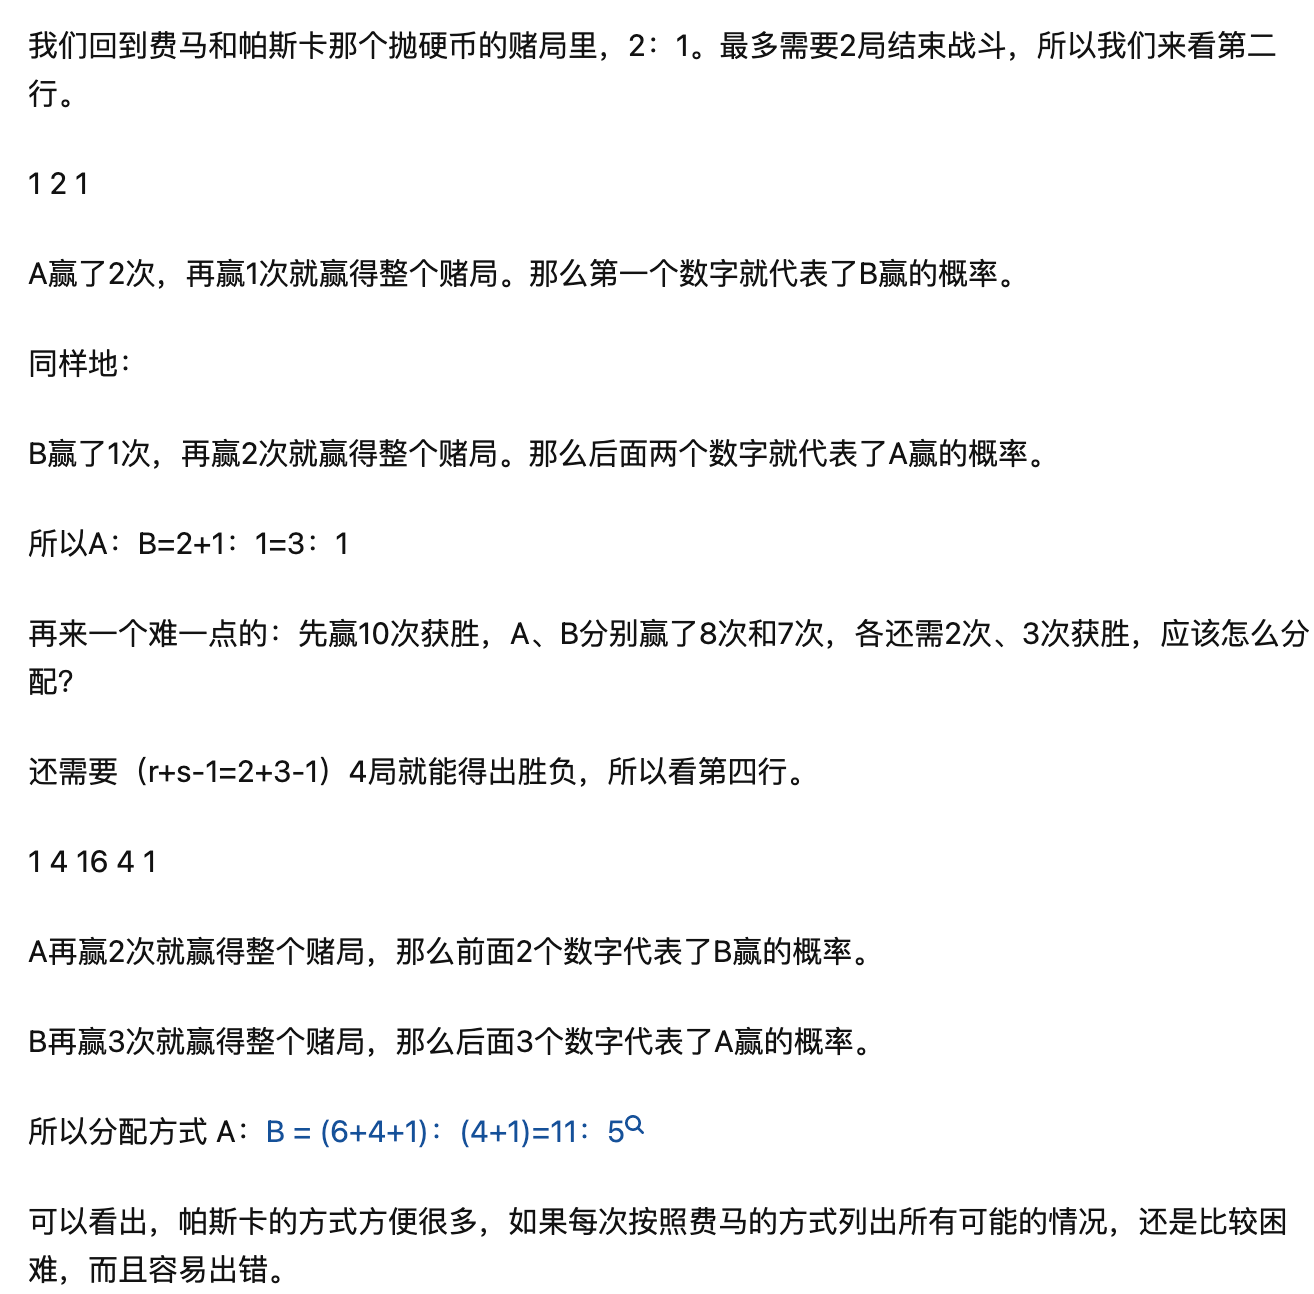 我们回到费马和帕斯卡那个抛硬币的赌局里，2：1。最多需要2局结束战斗，所以我们来看第二
行。
1 2 1
A赢了2次，再赢1次就赢得整个赌局。那么第一个数字就代表了B赢的概率。
同样地：
B赢了1次，再赢2次就赢得整个赌局。那么后面两个数字就代表了A赢的概率。
所以A：B=2+1：1=3：1
再来一个难一点的：先赢10次获胜，A、B分别赢了8次和7次，各还需2次、3次获胜，应该怎么分
配?
还需要（r+s-1=2+3-1）4局就能得出胜负，所以看第四行。
1 4 16 4 1
A再赢2次就赢得整个赌局，那么前面2个数字代表了B赢的概率。
B再赢3次就赢得整个赌局，那么后面3个数字代表了A赢的概率。
所以分配方式 A：B = (6+4+1)：(4+1)=11：5
可以看出，帕斯卡的方式方便很多，如果每次按照费马的方式列出所有可能的情况，还是比较困
难，而且容易出错。